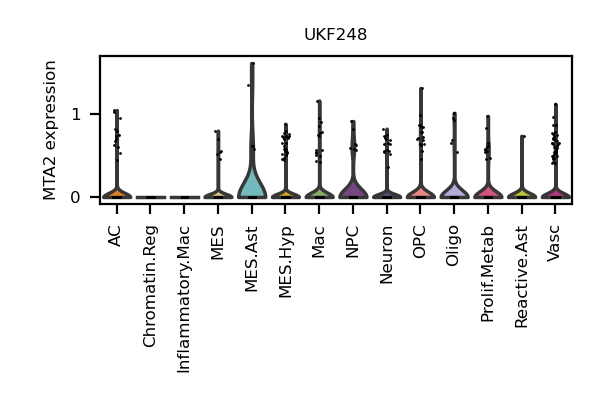 UKF248
MTA2 expression
1
0
AC
Chromatin.Reg
Inflammatory.Mac
MES
MES.Ast
MES.Hyp
Mac
NPC
Neuron
OPC
Oligo
Prolif.Metab
Reactive.Ast
Vasc